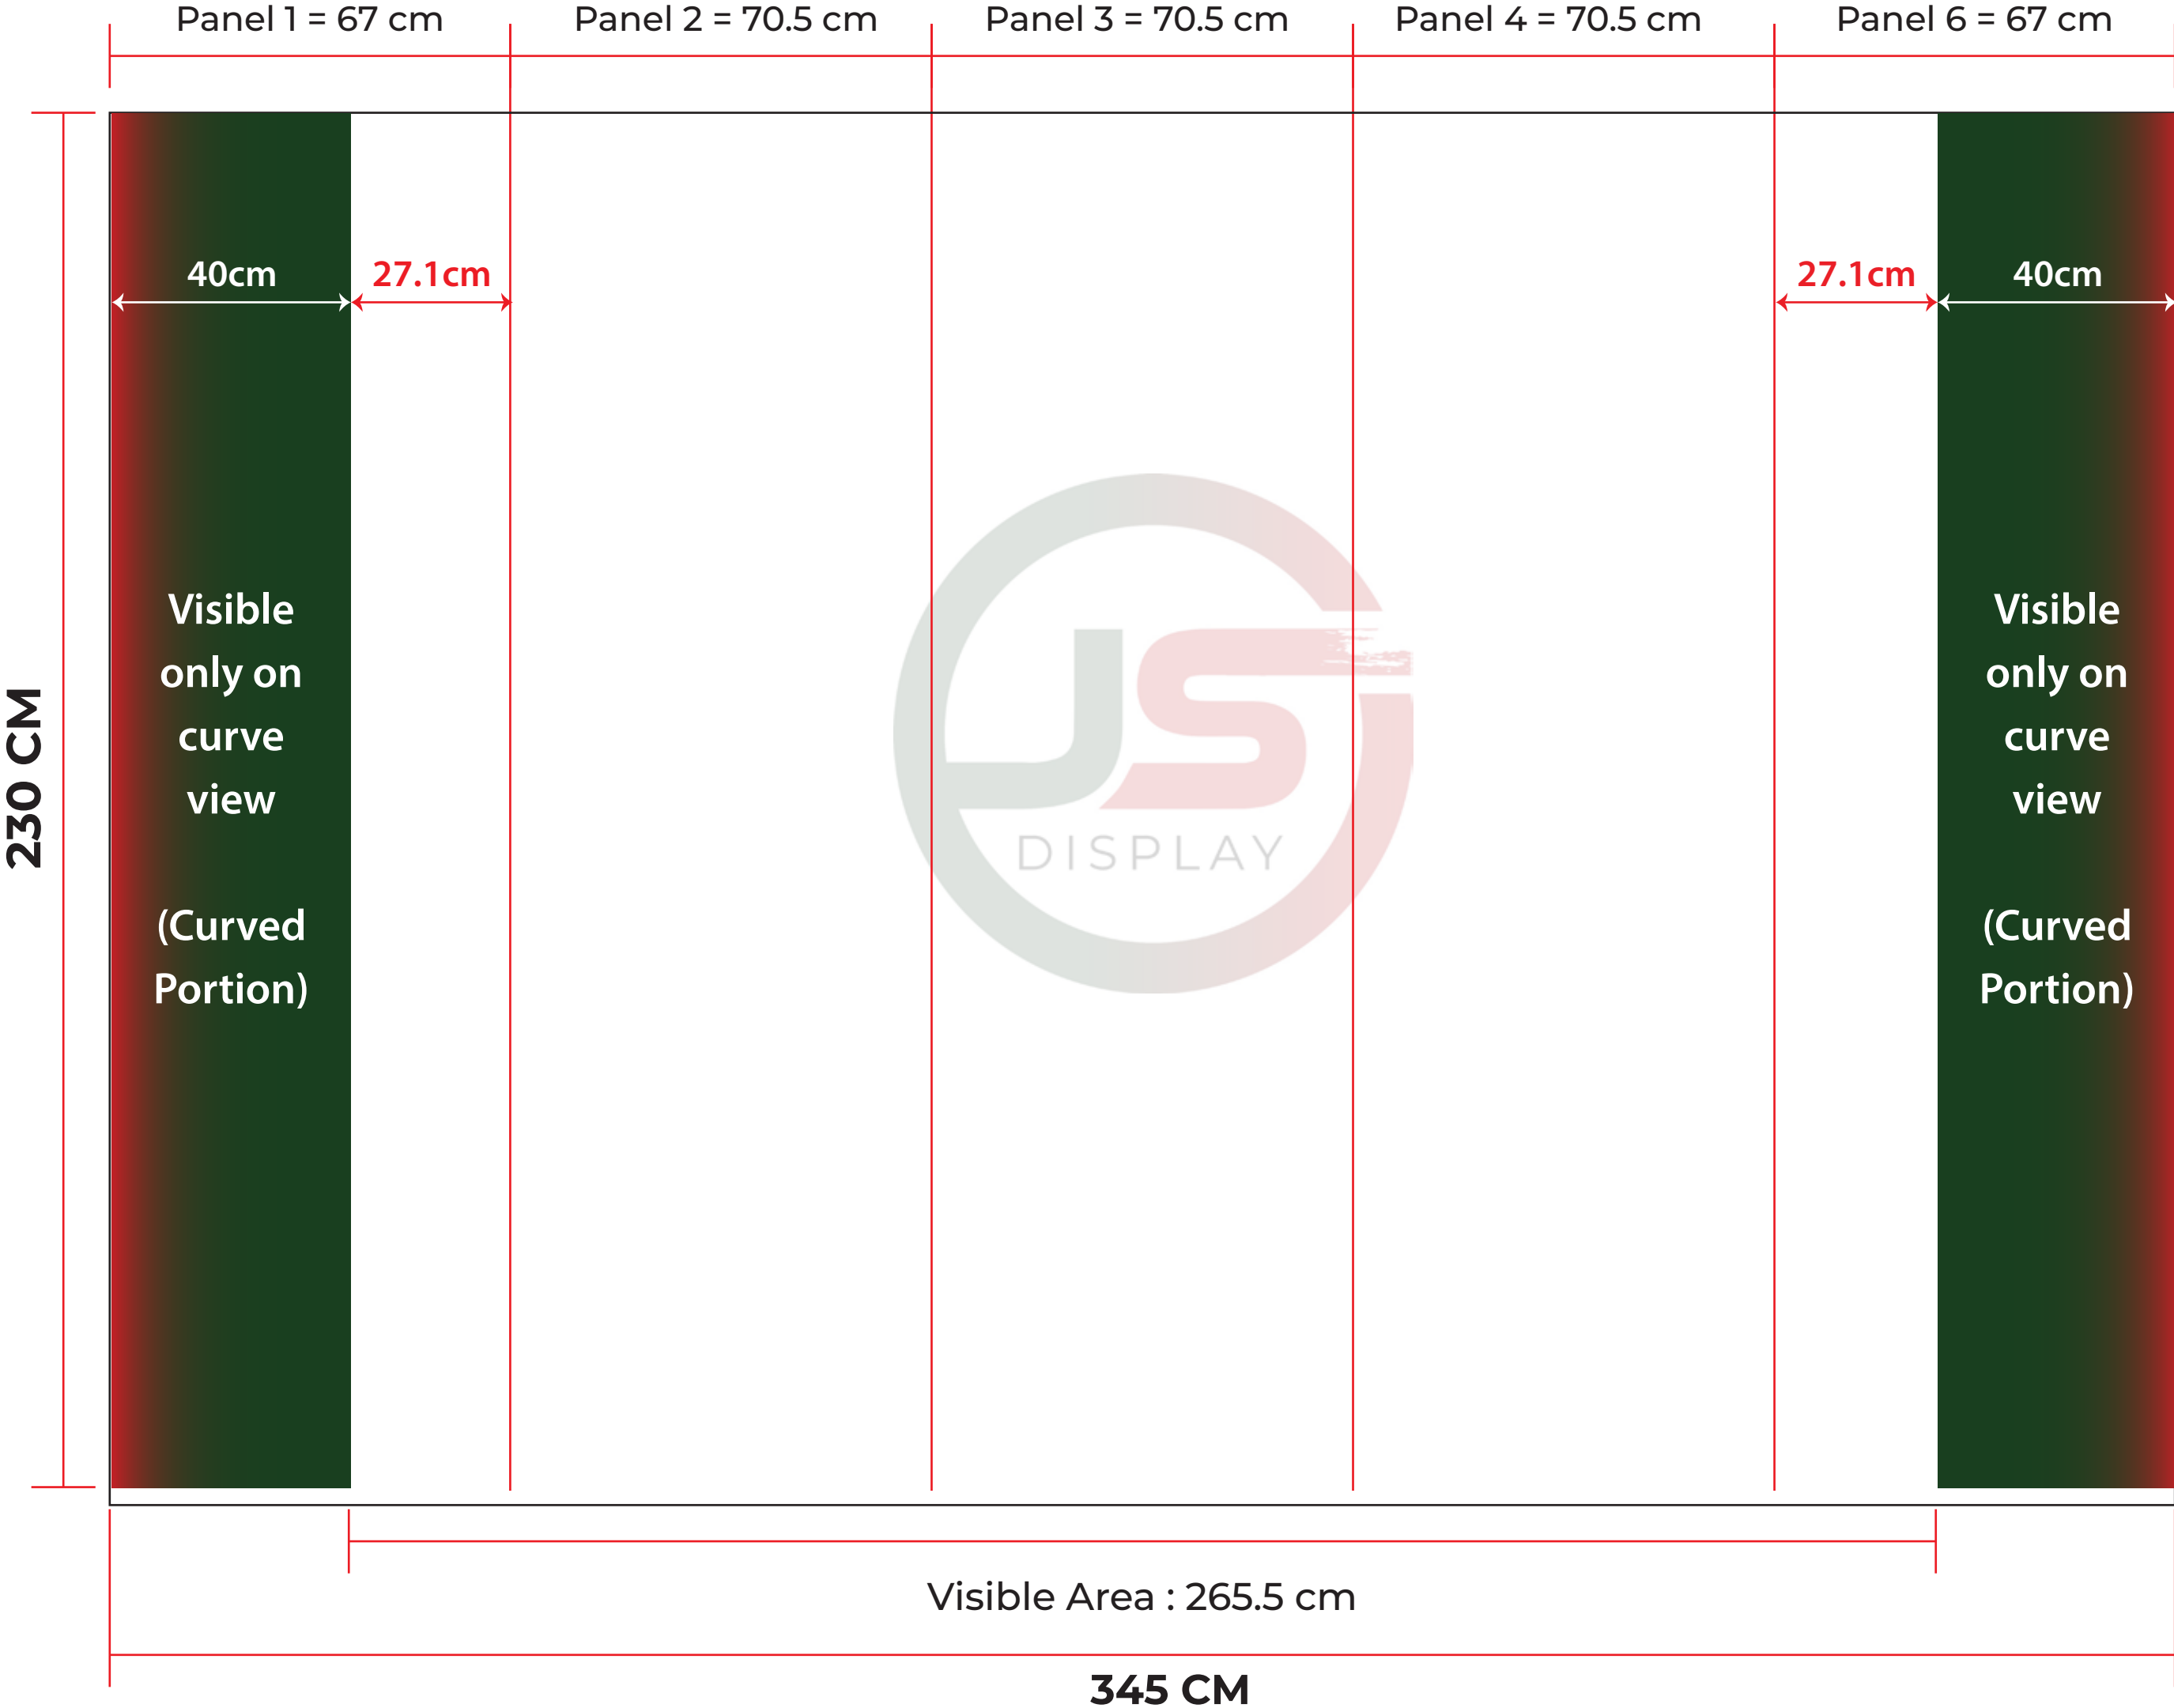 Panel 1 = 67 cm
Panel 2 = 70.5 cm
Panel 3 = 70.5 cm
Panel 4 = 70.5 cm
Panel 6 = 67 cm
40cm
27.1cm
27.1cm
40cm
230 CM
Visible
only on
curve
view
(Curved
Portion)
JS
DISPLAY
Visible
only on
curve
view
(Curved
Portion)
Visible Area : 265.5 cm
345 CM